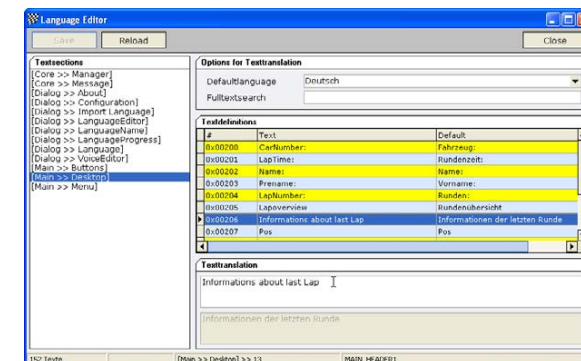 Language Editor
Save Reload Close
Textsections
[Core >> Manager]
[Core >> Message]
[Dialog >> About]
[Dialog >> Configuration]
[Dialog >> Import Language]
[Dialog >> LanguageEditor]
[Dialog >> LanguageName]
[Dialog >> LanguageProgress]
[Dialog >> Language]
[Dialog >> VoiceEditor]
[Main >> Buttons]
[Main >> Desktop]
[Main >> Menu]
Options for Texttranslation
Defaultlanguage Deutsch
Fulltextsearch
Textdefinitions
# Text Default
0x00200 CarNumber: Fahrzeug:
0x00201 LapTime: Rundenzeit:
0x00202 Name: Name:
0x00203 Prename: Vorname:
0x00204 LapNumber: Runden:
0x00205 Lapoverview Rundenübersicht
0x00206 Informations about last Lap Informationen der letzten Runde
0x00207 Pos Pos
Texttranslation
Informations about last Lap
Informationen der letzten Runde
152 Texte [Main >> Desktop] >> 13 MAIN_HEADER1